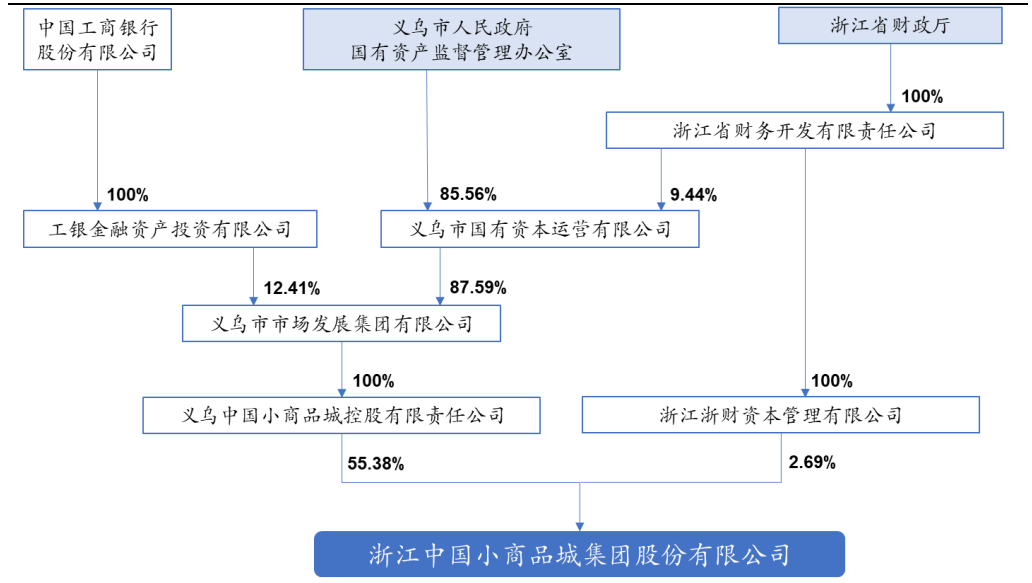 中国工商银行
股份有限公司
义乌市人民政府
国有资产监督管理办公室
浙江省财政厅
100%
浙江省财务开发有限责任公司
100%
85.56%
9.44%
工银金融资产投资有限公司
义乌市国有资本运营有限公司
12.41%
87.59%
义乌市市场发展集团有限公司
100%
100%
义乌中国小商品城控股有限责任公司
浙江浙财资本管理有限公司
55.38%
2.69%
浙江中国小商品城集团股份有限公司